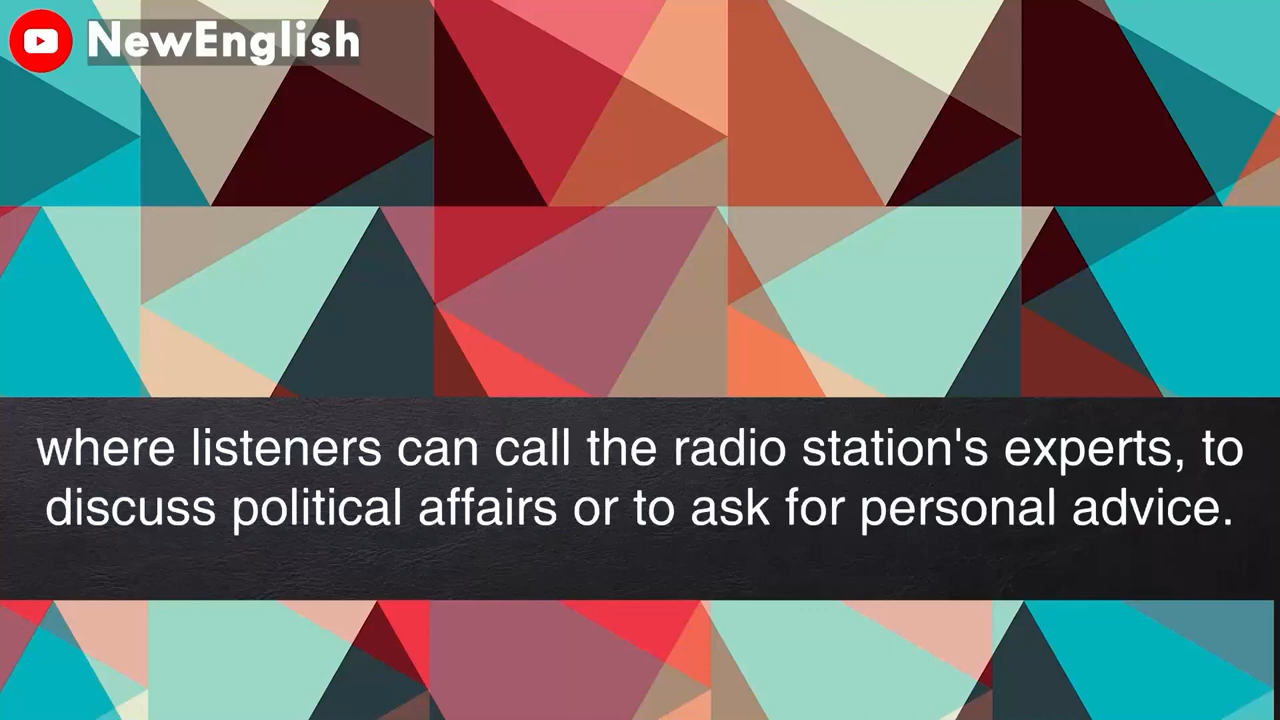 NewEnglish
where listeners can call the radio station's experts, to
discuss political affairs or to ask for personal advice.